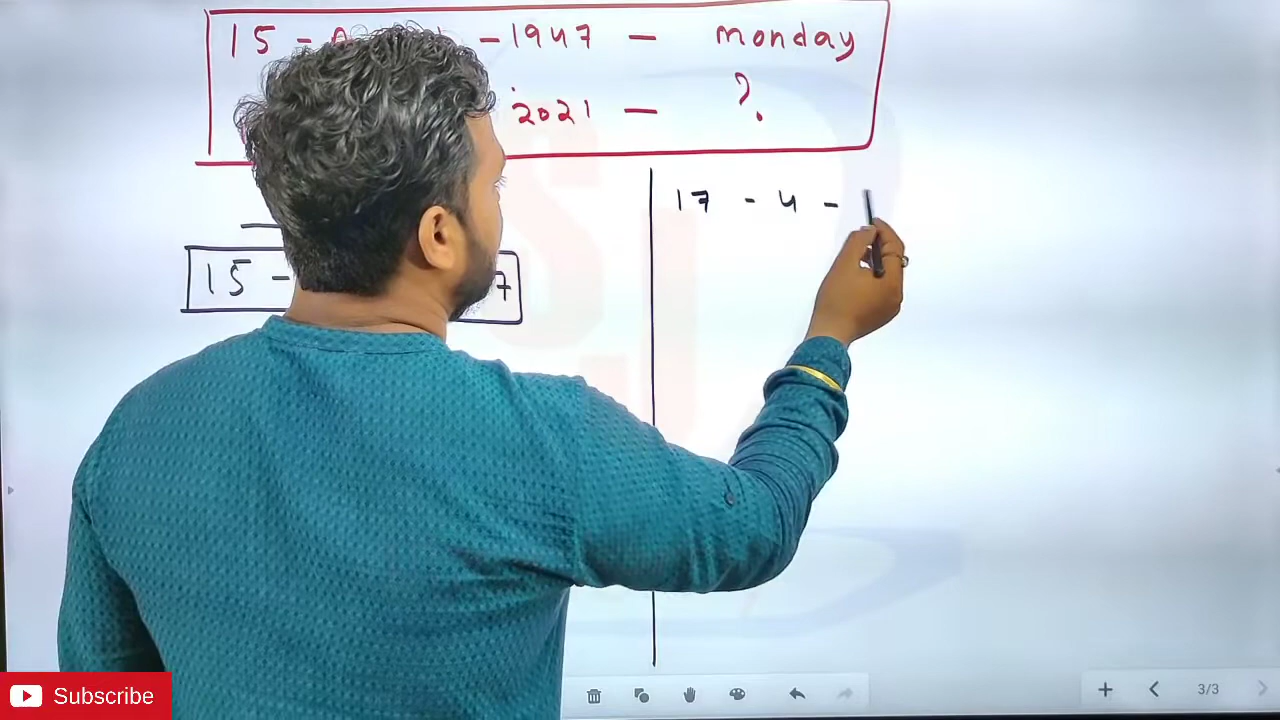 15 - - 1947 - monday
2021 - ?.
17 - 4 -
15 - 7
Subscribe
3/3